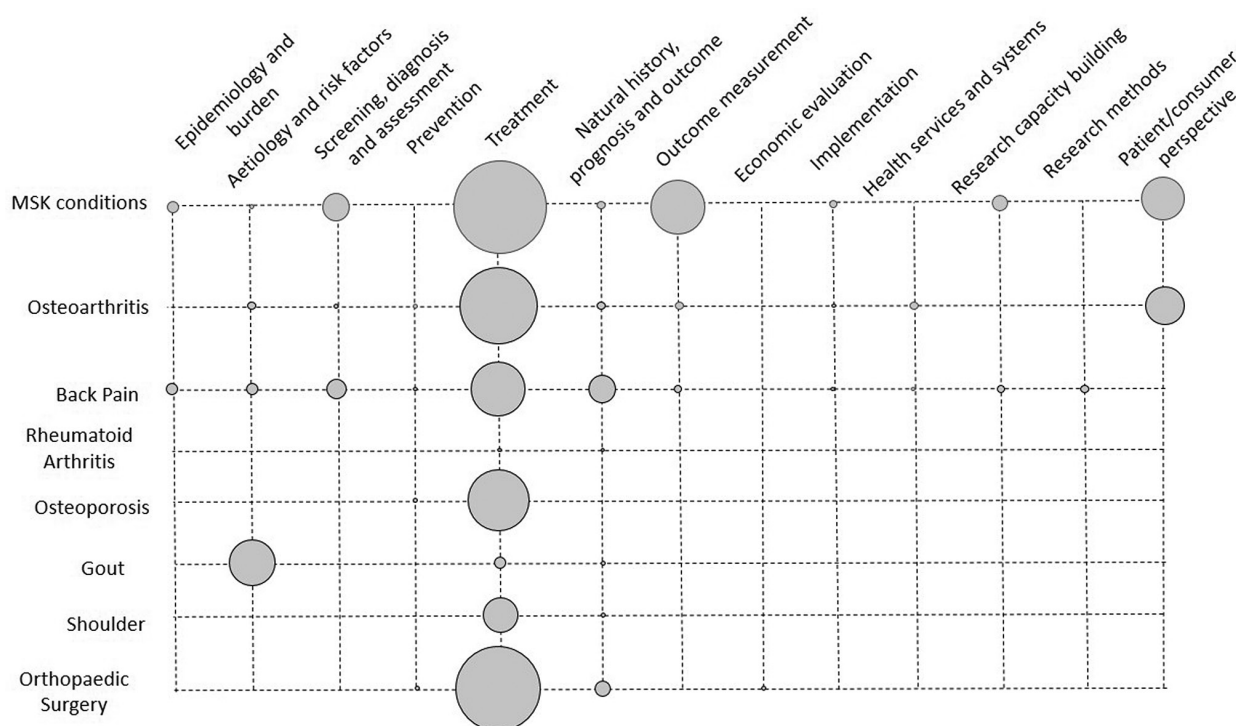 Epidemiology and
burden
Aetiology and risk factors
Screening, diagnosis
and assessment
Prevention
Treatment
Natural history,
prognosis and outcome
Outcome measurement
Economic evaluation
Implementation
Health services and systems
Research capacity building
Research methods
Patient/consumer
perspective
MSK conditions
Osteoarthritis
Back Pain
Rheumatoid
Arthritis
Osteoporosis
Gout
Shoulder
Orthopaedic
Surgery